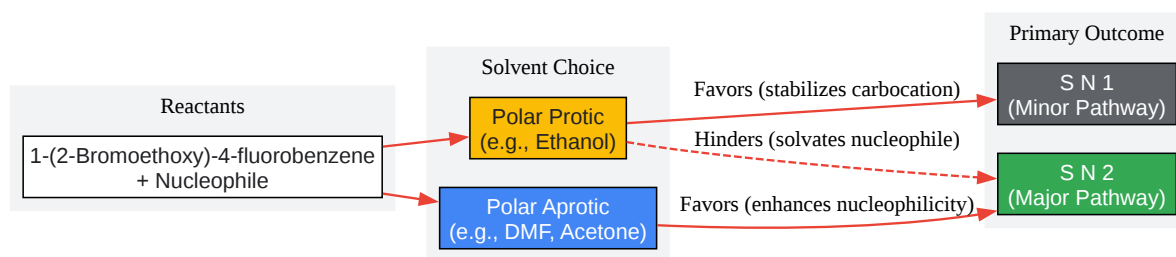 Primary Outcome
Solvent Choice
Reactants
Favors (stabilizes carbocation)
S N 1
(Minor Pathway)
Polar Protic
(e.g., Ethanol)
Hinders (solvates nucleophile)
1-(2-Bromoethoxy)-4-fluorobenzene
+ Nucleophile
S N 2
(Major Pathway)
Polar Aprotic
(e.g., DMF, Acetone)
Favors (enhances nucleophilicity)